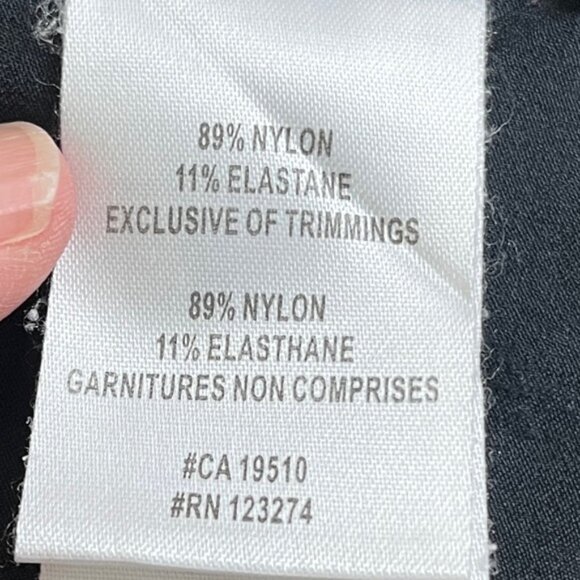 89% NYLON
11% ELASTANE
EXCLUSIVE OF TRIMMINGS
89% NYLON
11% ELASTHANE
GARNITURES NON COMPRISES
#CA 19510
#RN 123274